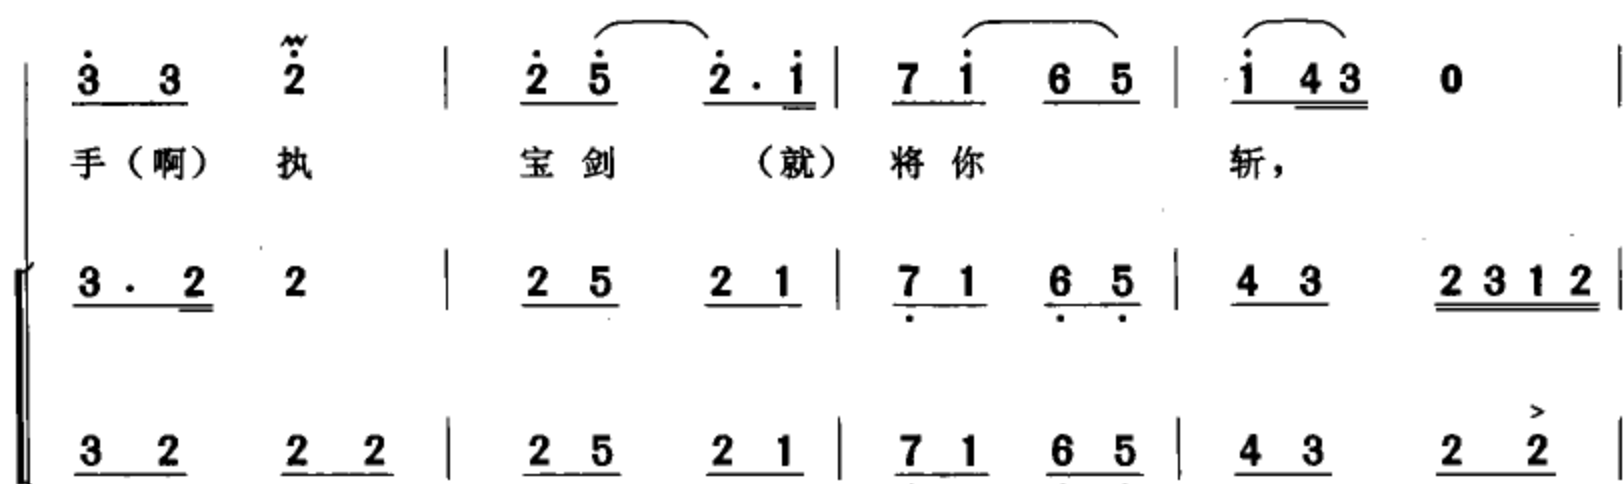 3 3 2 | 2 5 2 . 1 | 7 1 6 5 | 1 4 3 0 |
手（啊） 执 宝 剑 （就） 将 你 斩，
3 . 2 2 | 2 5 2 1 | 7 1 6 5 | 4 3 2 3 1 2 |
3 2 2 2 | 2 5 2 1 | 7 1 6 5 | 4 3 2 2 |